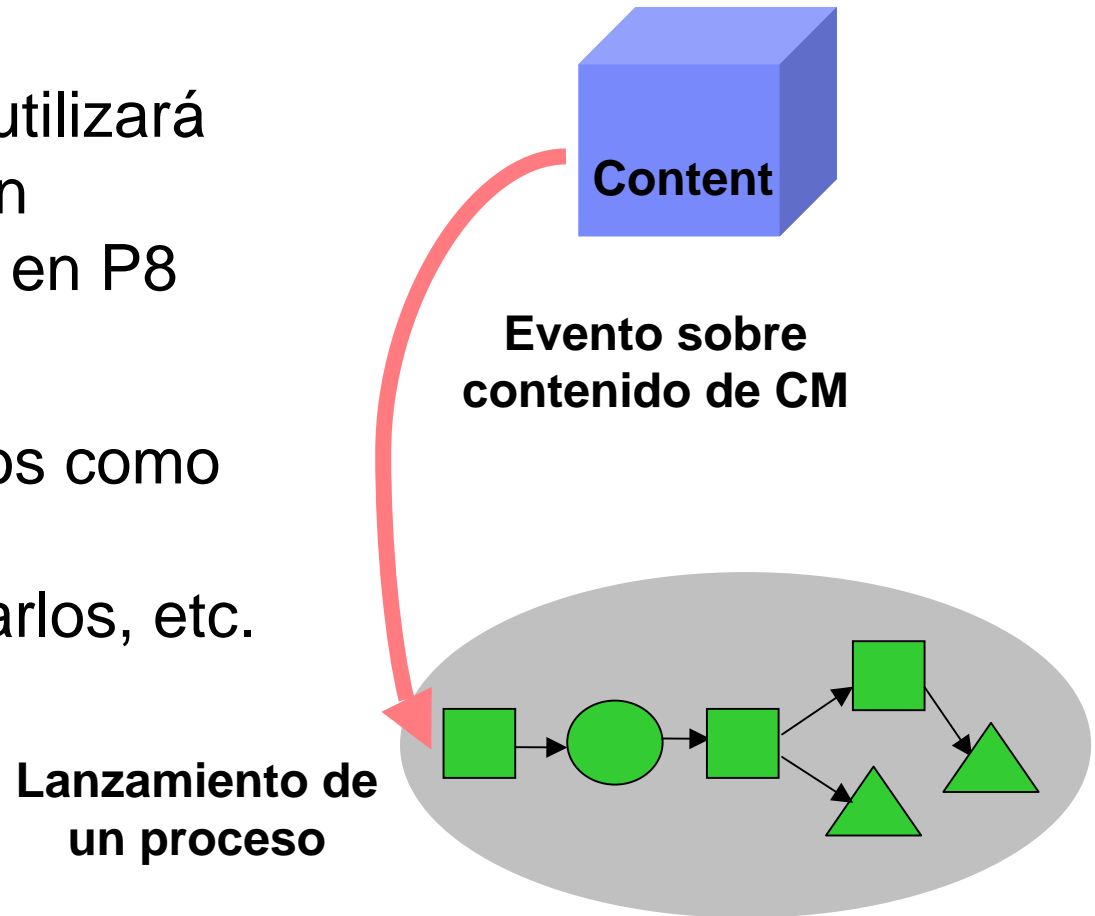 utilizará
n
en P8
os como
arlos, etc.
Content
Evento sobre
contenido de CM
Lanzamiento de
un proceso